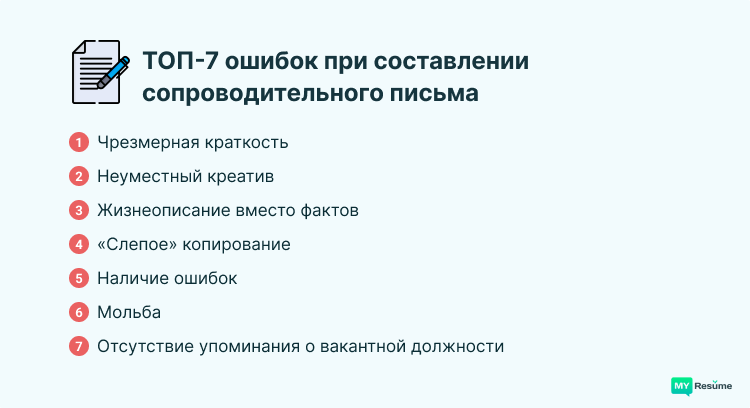 ТОП-7 ошибок при составлении
сопроводительного письма
1 Чрезмерная краткость
2 Неуместный креатив
3 Жизнеописание вместо фактов
4 «Слепое» копирование
5 Наличие ошибок
6 Мольба
7 Отсутствие упоминания о вакантной должности
MY Resume